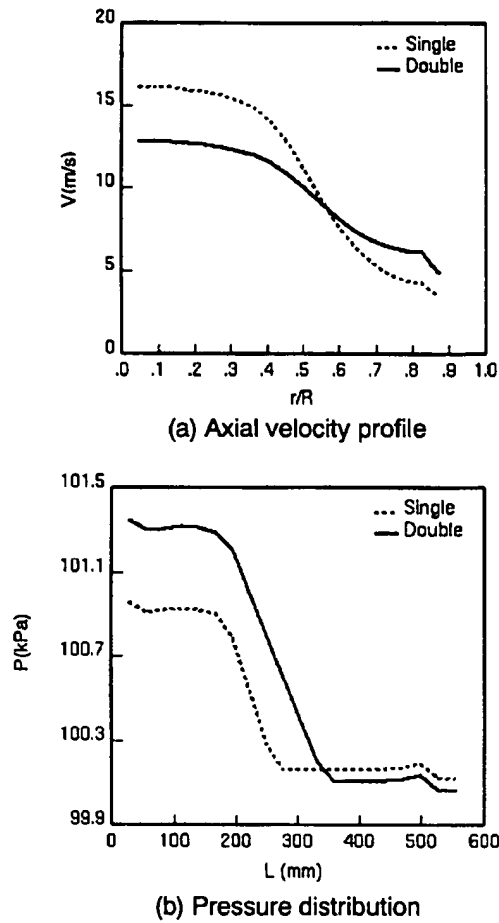 20
15
10
5
0
V(m/s)
Single
Double
.0 .1 .2 .3 .4 .5 .6 .7 .8 .9 1.0
r/R
(a) Axial velocity profile
101.5
101.1
100.7
100.3
99.9
P(kPa)
Single
Double
0 100 200 300 400 500 600
L (mm)
(b) Pressure distribution